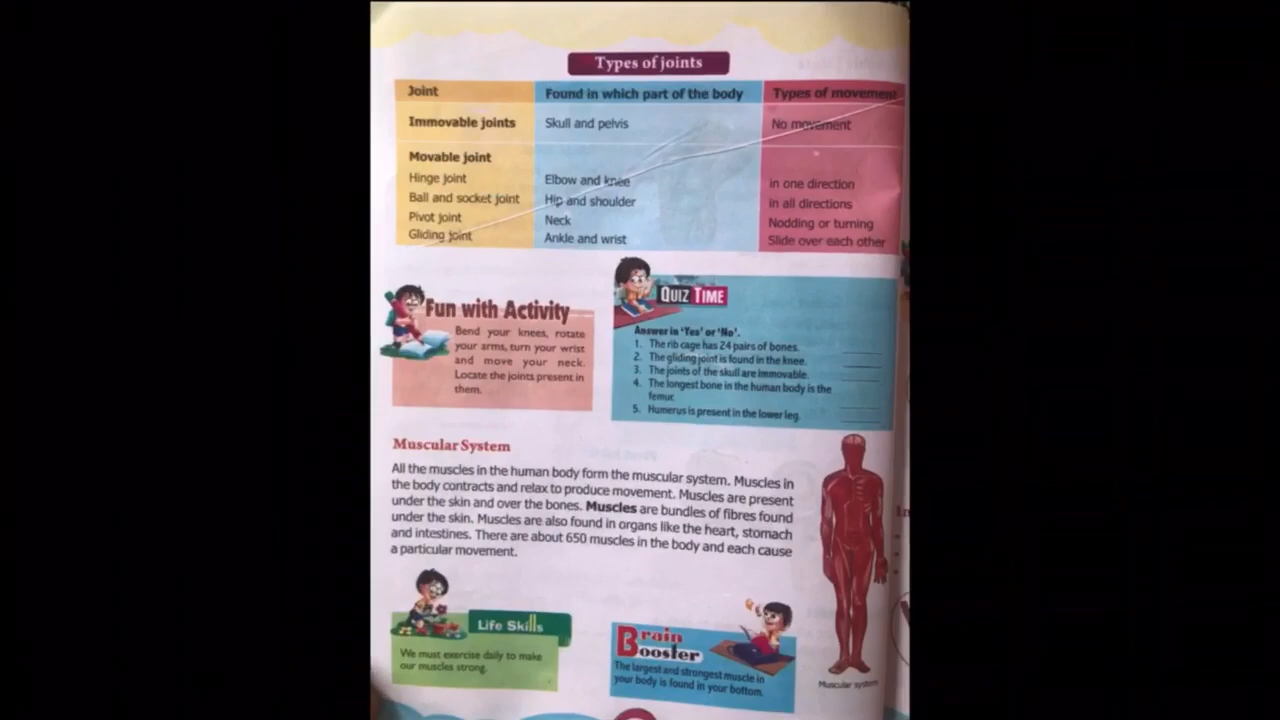 Types of joints
Joint Found in which part of the body Types of movement
Immovable joints Skull and pelvis No movement
Movable joint
Hinge joint Elbow and knee in one direction
Ball and socket joint Hip and shoulder in all directions
Pivot joint Neck Nodding or turning
Gliding joint Ankle and wrist Slide over each other
Fun with Activity
Bend your knees, rotate
your arms, turn your wrist
and move your neck.
Locate the joints present in
them.
QUIZ TIME
Answer in 'Yes' or 'No'.
1. The rib cage has 24 pairs of bones.
2. The gliding joint is found in the knee.
3. The joints of the skull are immovable.
4. The longest bone in the human body is the
femur.
5. Humerus is present in the lower leg.
Muscular System
All the muscles in the human body form the muscular system. Muscles in
the body contracts and relax to produce movement. Muscles are present
under the skin and over the bones. Muscles are bundles of fibres found
under the skin. Muscles are also found in organs like the heart, stomach
and intestines. There are about 650 muscles in the body and each cause
a particular movement.
Muscular system
Life Skills
We must exercise daily to make
our muscles strong.
Brain
Booster
The largest and strongest muscle in
your body is found in your bottom.